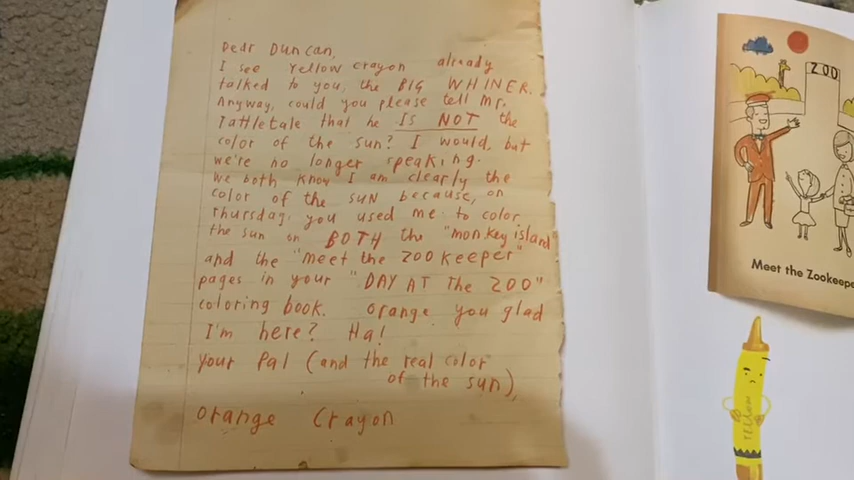 Dear Duncan,
I see Yellow crayon already
talked to you, the BIG WHINER.
Anyway, could you please tell Mr.
Tattletale that he IS NOT the
color of the sun? I would, but
we're no longer speaking.
We both know I am clearly the
color of the sun because, on
Thursday, you used me to color
the sun on BOTH the "monkey island"
and the "meet the zookeeper"
pages in your "DAY AT The ZOO"
coloring book. Orange you glad
I'm here? Ha!
Your Pal (and the real color
of the sun),
Orange Crayon
ZOO
Meet the Zookeepe
YELLOW